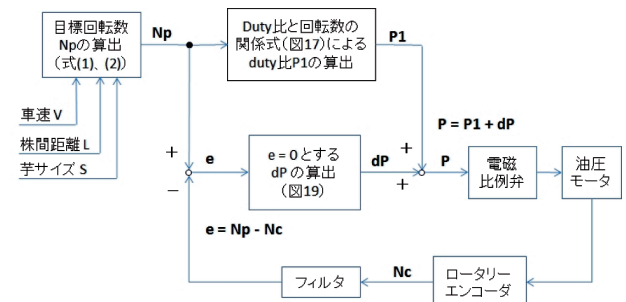 目標回転数
Npの算出
(式(1)、(2))
Np
Duty比と回転数の
関係式(図17)による
duty比P1の算出
P1
車速 V
株間距離 L
芋サイズ S
P = P1 + dP
+
−
e
e = 0とする
dP の算出
(図19)
dP
+
+
P
電磁
比例弁
油圧
モータ
e = Np - Nc
フィルタ
Nc
ロータリー
エンコーダ